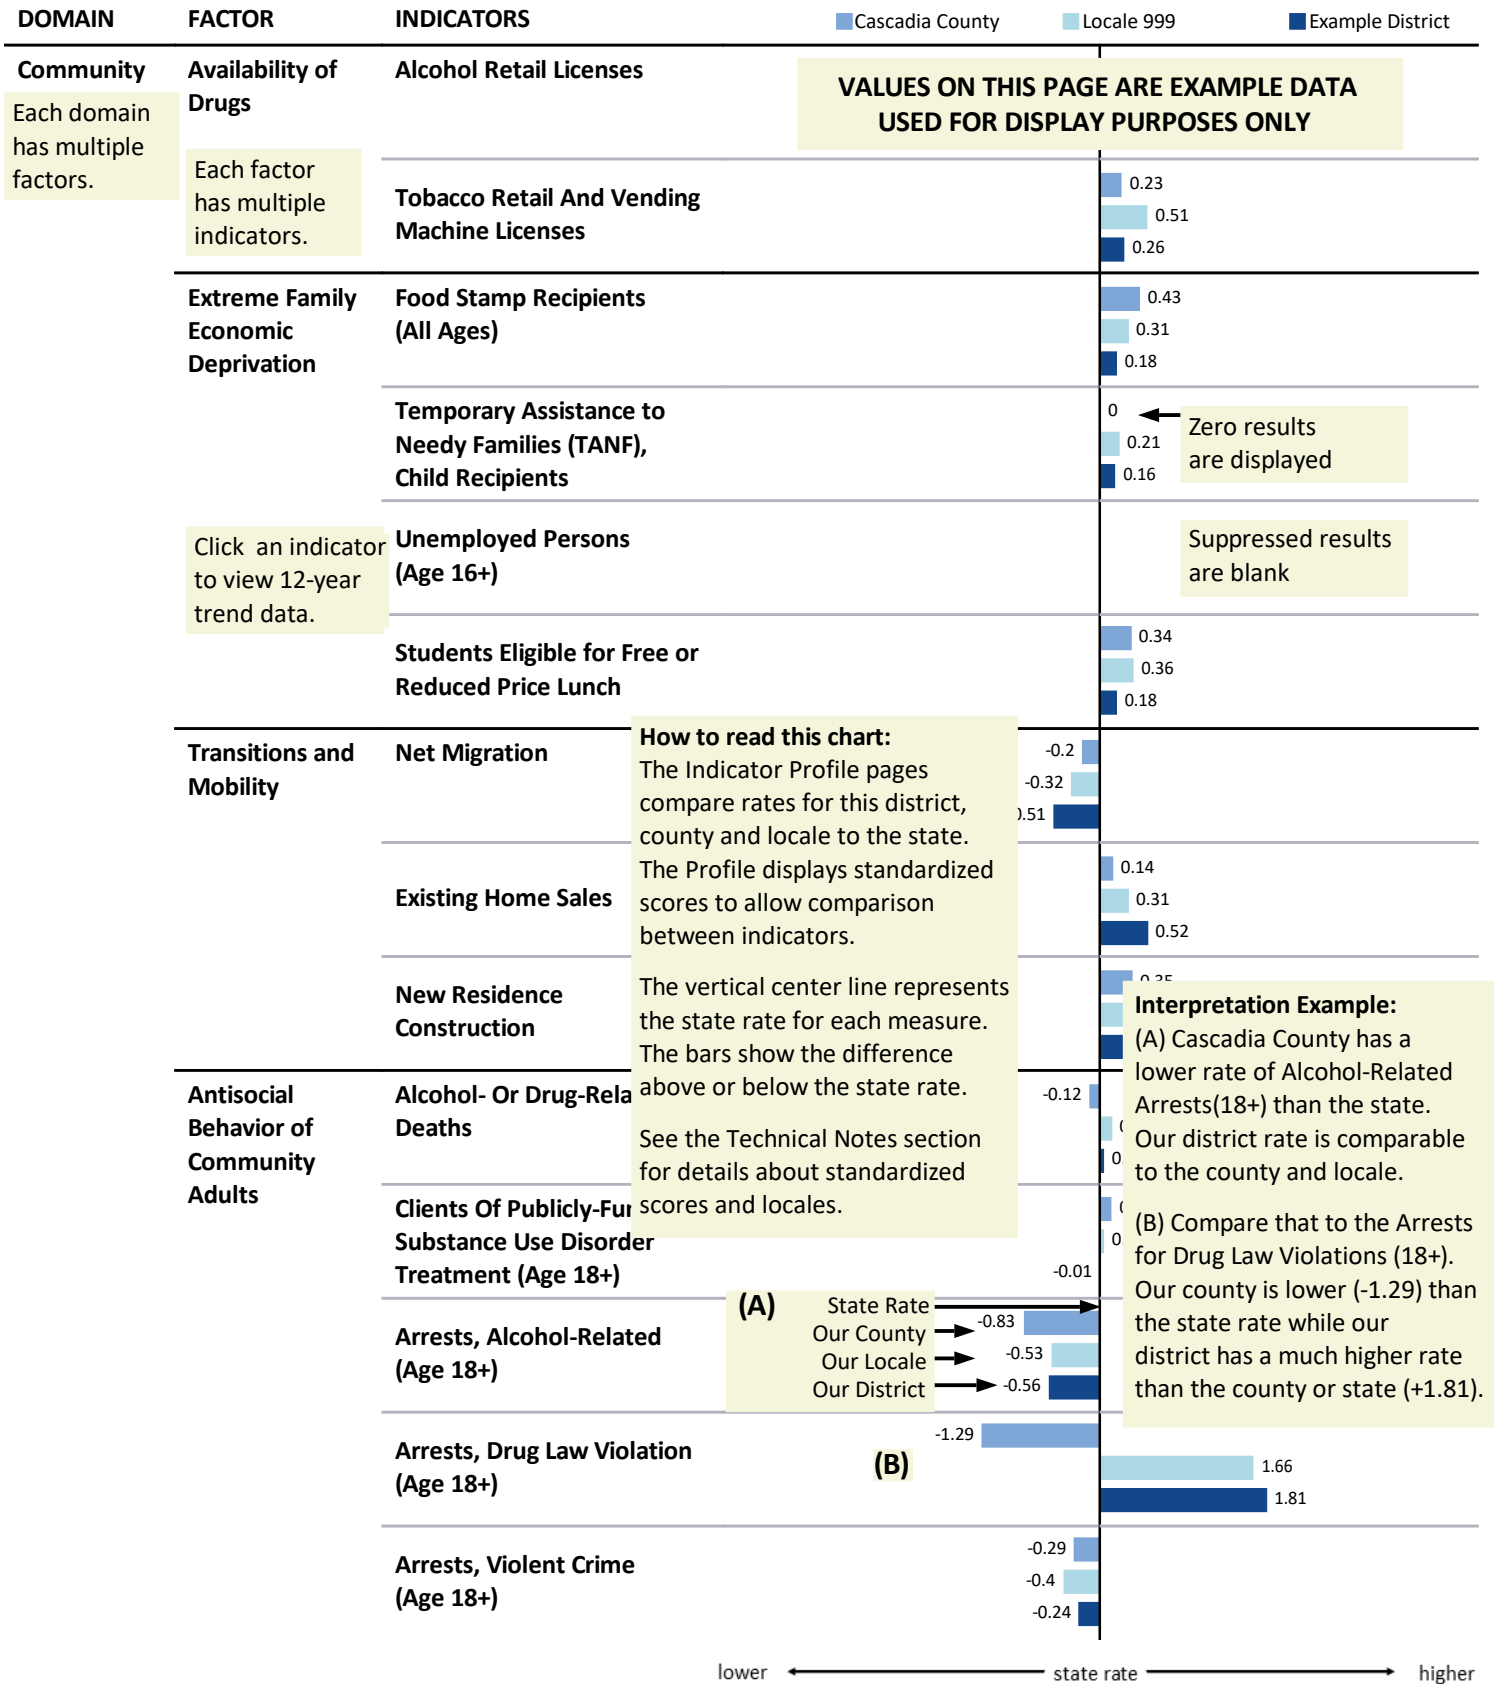 DOMAIN FACTOR INDICATORS Cascadia County Locale 999 Example District
Community
Each domain
has multiple
factors.
Availability of
Drugs
Each factor
has multiple
indicators.
Alcohol Retail Licenses
VALUES ON THIS PAGE ARE EXAMPLE DATA
USED FOR DISPLAY PURPOSES ONLY
Tobacco Retail And Vending
Machine Licenses
0.23
0.51
0.26
Extreme Family
Economic
Deprivation
Food Stamp Recipients
(All Ages)
0.43
0.31
0.18
Temporary Assistance to
Needy Families (TANF),
Child Recipients
0
0.21
0.16
Zero results
are displayed
Click an indicator
to view 12-year
trend data.
Unemployed Persons
(Age 16+)
Suppressed results
are blank
Students Eligible for Free or
Reduced Price Lunch
0.34
0.36
0.18
Transitions and
Mobility
Net Migration
-0.2
-0.32
.51
How to read this chart:
The Indicator Profile pages
compare rates for this district,
county and locale to the state.
The Profile displays standardized
scores to allow comparison
between indicators.
The vertical center line represents
the state rate for each measure.
The bars show the difference
above or below the state rate.
See the Technical Notes section
for details about standardized
scores and locales.
Existing Home Sales
0.14
0.31
0.52
New Residence
Construction
Interpretation Example:
(A) Cascadia County has a
lower rate of Alcohol-Related
Arrests(18+) than the state.
Our district rate is comparable
to the county and locale.
(B) Compare that to the Arrests
for Drug Law Violations (18+).
Our county is lower (-1.29) than
the state rate while our
district has a much higher rate
than the county or state (+1.81).
Antisocial
Behavior of
Community
Adults
Alcohol- Or Drug-Rela
Deaths
-0.12
0.
Clients Of Publicly-Fu
Substance Use Disorder
Treatment (Age 18+)
0.
-0.01
Arrests, Alcohol-Related
(Age 18+)
(A) State Rate
Our County -0.83
Our Locale -0.53
Our District -0.56
Arrests, Drug Law Violation
(Age 18+)
(B)
-1.29
1.66
1.81
Arrests, Violent Crime
(Age 18+)
-0.29
-0.4
-0.24
lower state rate higher